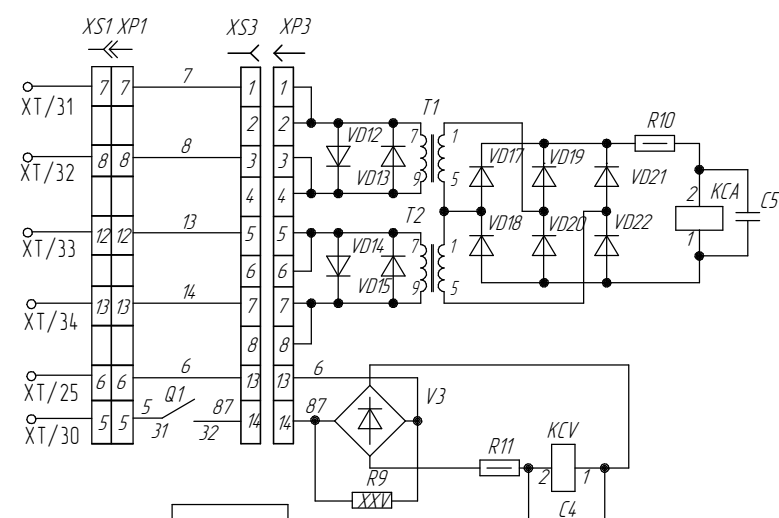 XS1 XP1 XS3 XP3
XT/31 7 7 7 1 1
2 2
XT/32 8 8 8 3 3
4 4
XT/33 12 12 13 5 5
6 6
XT/34 13 13 14 7 7
8 8
XT/25 6 6 6 13 13 6
XT/30 5 5 5 Q1 87 14 14 87
31 32
T1
7 1
9 5
VD12
VD13
T2
7 1
9 5
VD14
VD15
VD17 VD19 VD21
VD18 VD20 VD22
R10
2 KCA C5
1
V3
R9
XXV
R11 KCV
2 1
C4